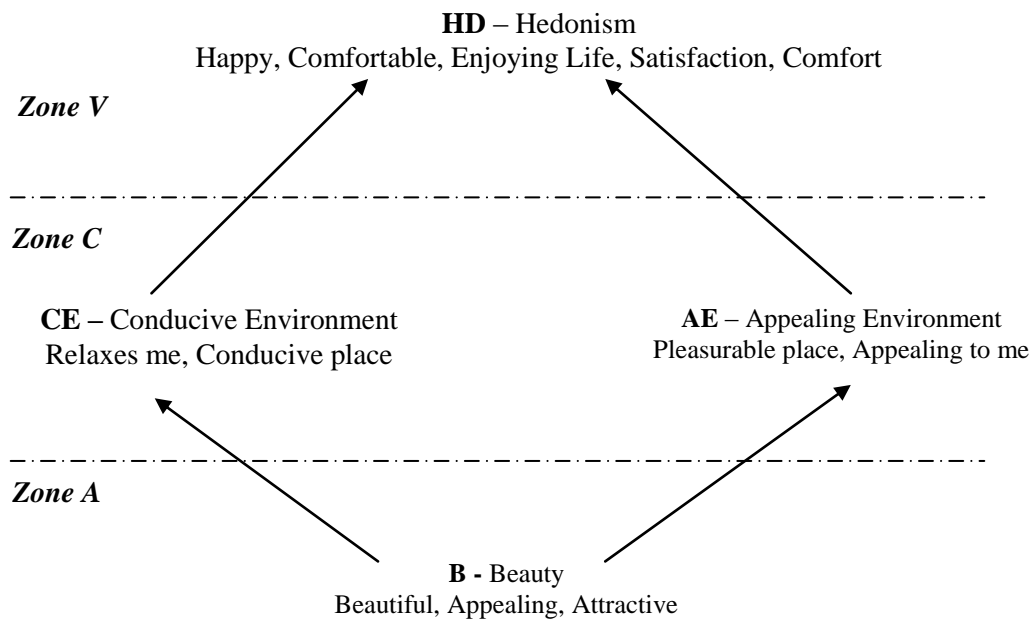 HD – Hedonism
Happy, Comfortable, Enjoying Life, Satisfaction, Comfort
Zone V
Zone C
CE – Conducive Environment
Relaxes me, Conducive place
AE – Appealing Environment
Pleasurable place, Appealing to me
Zone A
B - Beauty
Beautiful, Appealing, Attractive